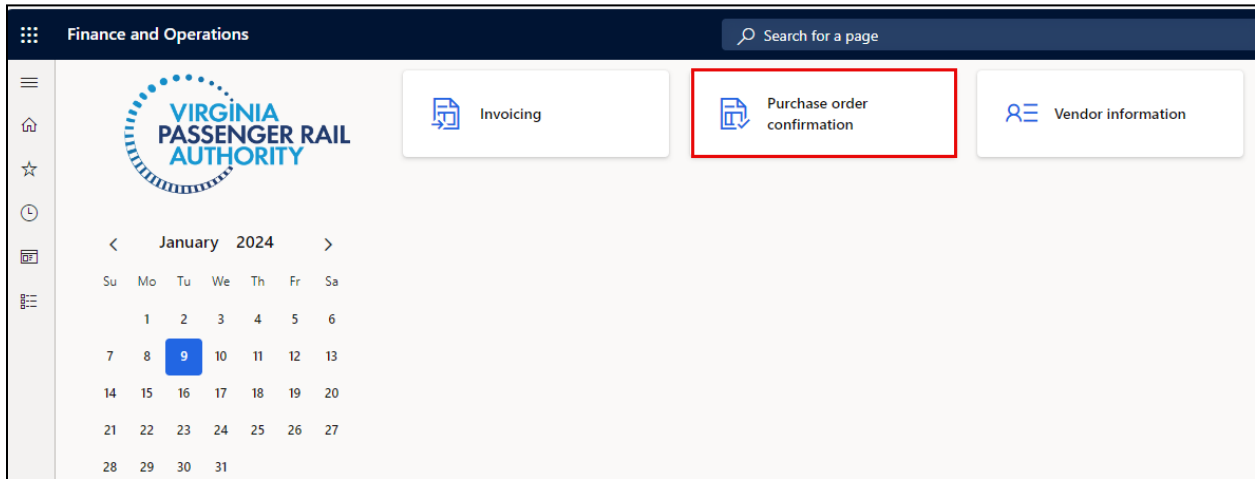 Finance and Operations
Search for a page
VIRGINIA
PASSENGER RAIL
AUTHORITY
Invoicing
Purchase order
confirmation
Vendor information
January 2024
Su Mo Tu We Th Fr Sa
1 2 3 4 5 6
7 8 9 10 11 12 13
14 15 16 17 18 19 20
21 22 23 24 25 26 27
28 29 30 31